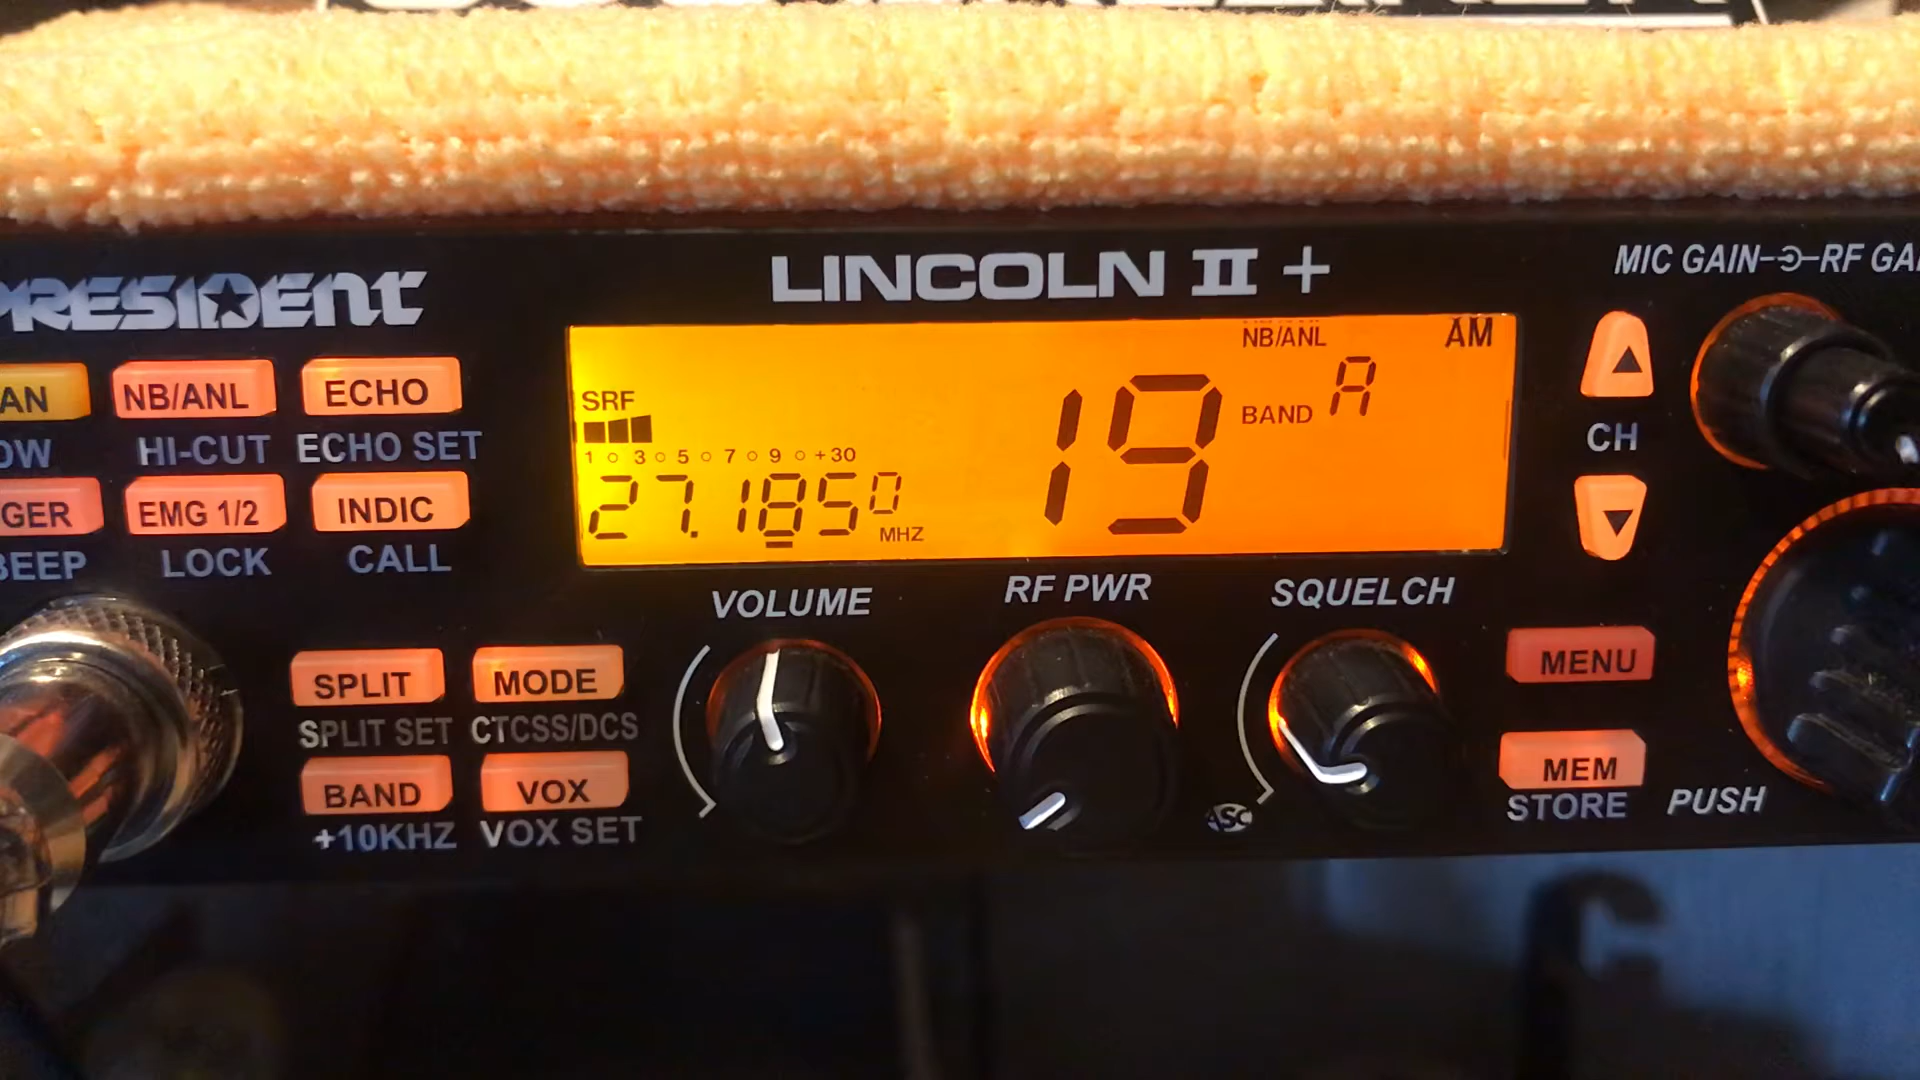 PRESIDENT
LINCOLN II +
MIC GAIN RF
NB/ANL
ECHO
HI-CUT
ECHO SET
EMG 1/2
INDIC
BEEP
LOCK
CALL
SRF
1 3 5 7 9 +30
27.1850
MHZ
19
NB/ANL
AM
BAND A
CH
VOLUME
RF PWR
SQUELCH
SPLIT
MODE
SPLIT SET
CTCSS/DCS
BAND
VOX
+10KHZ
VOX SET
ASC
MENU
MEM
STORE
PUSH